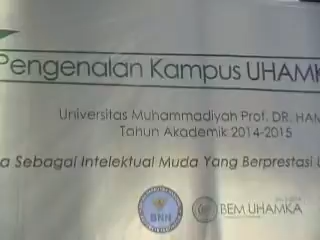 Pengenalan Kampus UHAMK
Universitas Muhammadiyah Prof. DR. HAM
Tahun Akademik 2014-2015
a Sebagai Intelektual Muda Yang Berprestasi
BNN
BEM UHAMKA